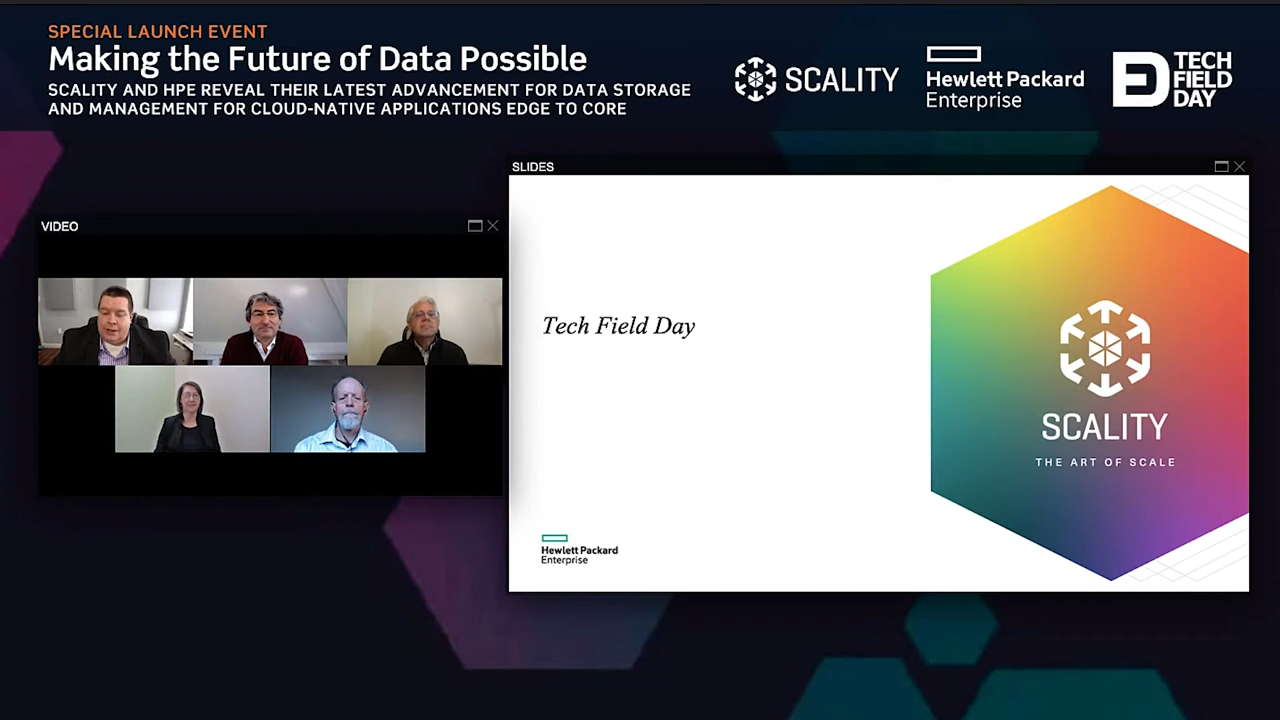 SPECIAL LAUNCH EVENT
Making the Future of Data Possible
SCALITY AND HPE REVEAL THEIR LATEST ADVANCEMENT FOR DATA STORAGE
AND MANAGEMENT FOR CLOUD-NATIVE APPLICATIONS EDGE TO CORE
SCALITY
Hewlett Packard
Enterprise
TECH
FIELD
DAY
VIDEO
SLIDES
Tech Field Day
SCALITY
THE ART OF SCALE
Hewlett Packard
Enterprise